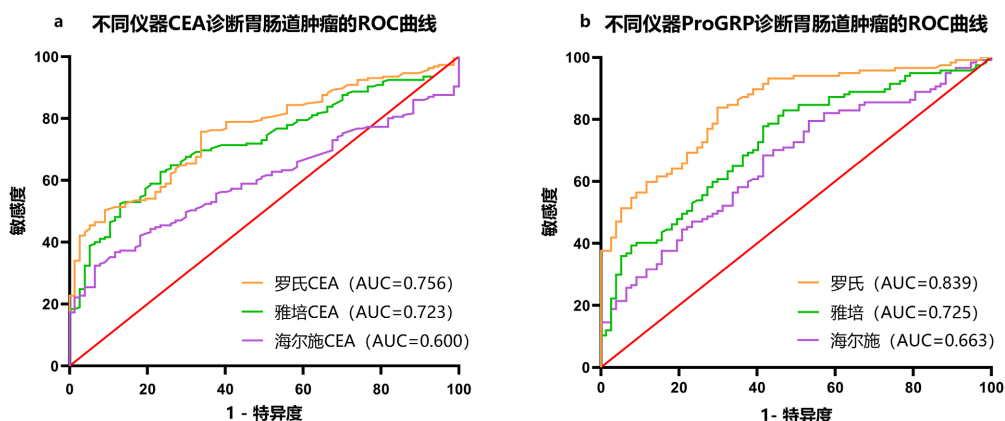 a 不同仪器CEA诊断胃肠道肿瘤的ROC曲线
敏感度
100
80
60
40
20
0
罗氏CEA（AUC=0.756）
雅培CEA（AUC=0.723）
海尔施CEA（AUC=0.600）
0 20 40 60 80 100
1 - 特异度
b 不同仪器ProGRP诊断胃肠道肿瘤的ROC曲线
敏感度
100
80
60
40
20
0
罗氏（AUC=0.839）
雅培（AUC=0.725）
海尔施（AUC=0.663）
0 20 40 60 80 100
1- 特异度